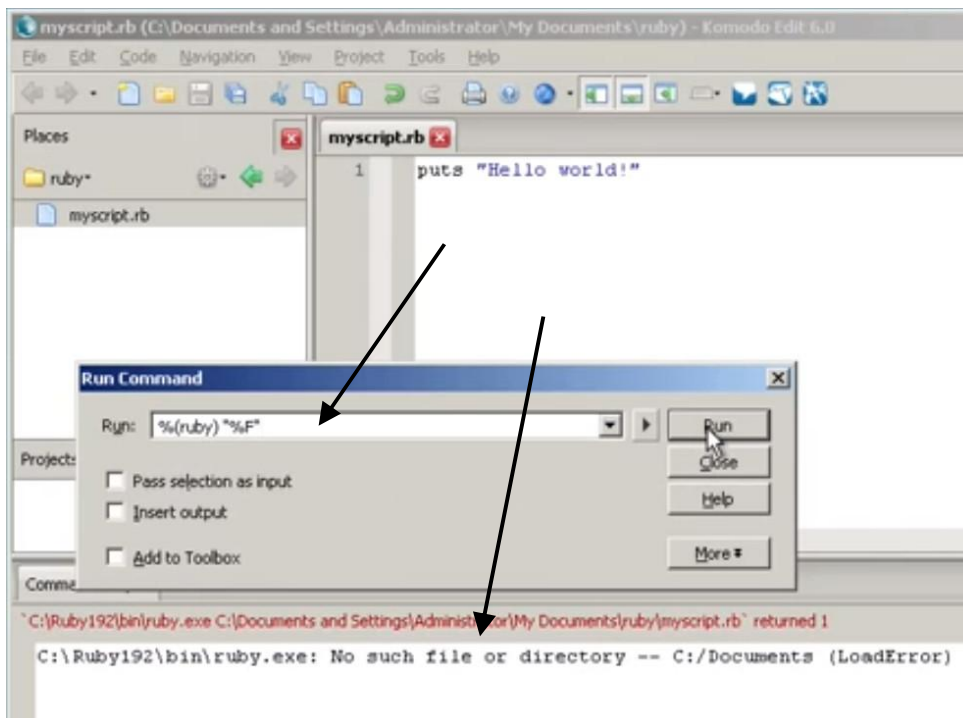 myscript.rb (C:\Documents and Settings\Administrator\My Documents\ruby) - Komodo Edit 6.0
File Edit Code Navigation View Project Tools Help
Places
myscript.rb
ruby
1 puts "Hello world!"
myscript.rb
Run Command
Run: %(ruby) "%F"
Run
Projects
Close
Pass selection as input
Help
Insert output
Add to Toolbox
More
`C:\Ruby192\bin\ruby.exe C:\Documents and Settings\Administrator\My Documents\ruby\myscript.rb` returned 1
C:\Ruby192\bin\ruby.exe: No such file or directory -- C:/Documents (LoadError)